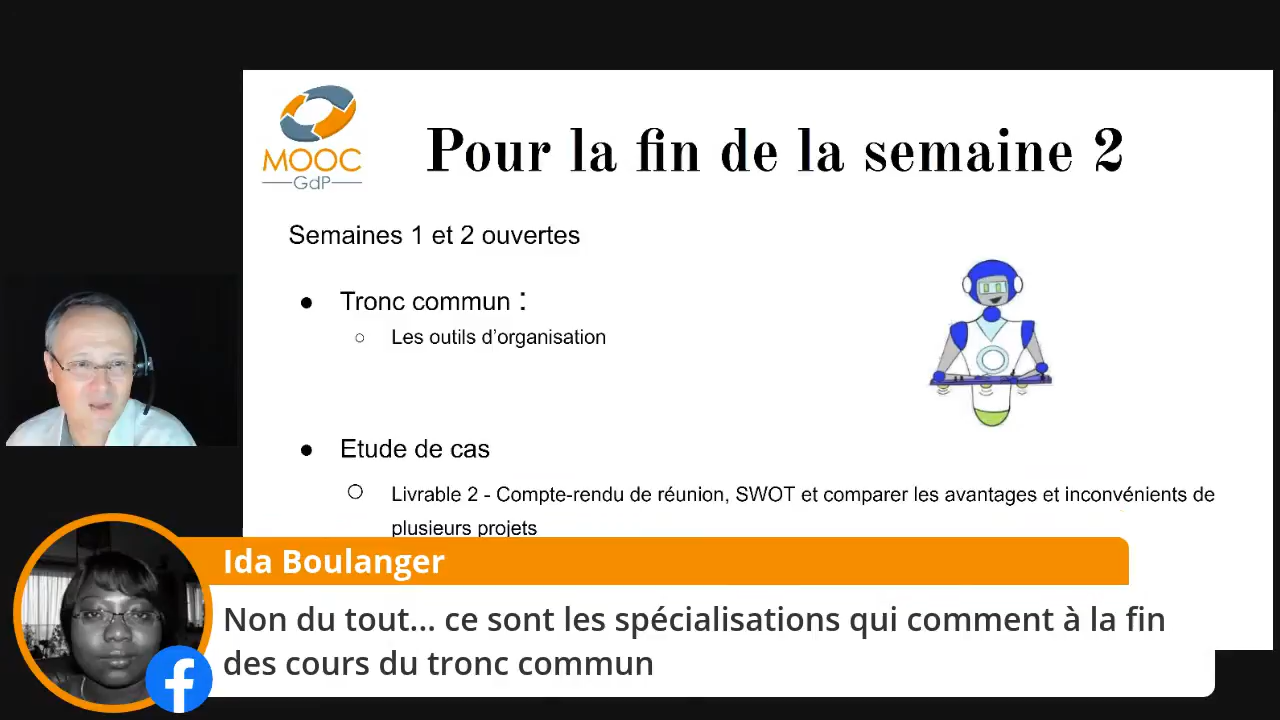 MOOC
GdP
Pour la fin de la semaine 2
Semaines 1 et 2 ouvertes
● Tronc commun :
○ Les outils d'organisation
● Etude de cas
○ Livrable 2 - Compte-rendu de réunion, SWOT et comparer les avantages et inconvénients de
plusieurs projets
Ida Boulanger
Non du tout... ce sont les spécialisations qui comment à la fin
des cours du tronc commun